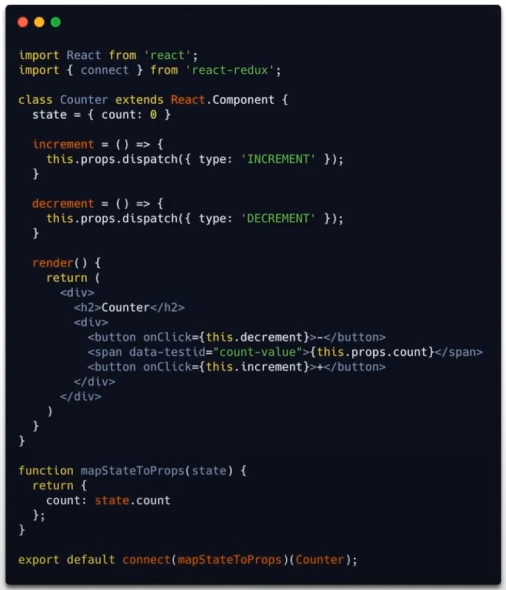 import React from 'react';
import { connect } from 'react-redux';
class Counter extends React.Component {
state = { count: 0 }
increment = () => {
this.props.dispatch({ type: 'INCREMENT' });
}
decrement = () => {
this.props.dispatch({ type: 'DECREMENT' });
}
render() {
return (
<div>
<h2>Counter</h2>
<div>
<button onClick={this.decrement}>-</button>
<span data-testid="count-value">{this.props.count}</span>
<button onClick={this.increment}>+</button>
</div>
</div>
)
}
}
function mapStateToProps(state) {
return {
count: state.count
};
}
export default connect(mapStateToProps)(Counter);